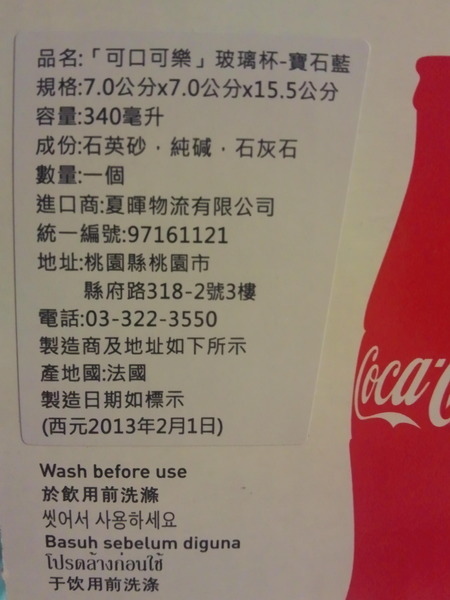 品名:「可口可樂」玻璃杯-寶石藍
規格:7.0公分x7.0公分x15.5公分
容量:340毫升
成份:石英砂，純碱，石灰石
數量:一個
進口商:夏暉物流有限公司
統一編號:97161121
地址:桃園縣桃園市
縣府路318-2號3樓
電話:03-322-3550
製造商及地址如下所示
產地國:法國
製造日期如標示
(西元2013年2月1日)
Coca-C
Wash before use
於飲用前洗滌
씻어서 사용하세요
Basuh sebelum diguna
โปรดล้างก่อนใช้
于饮用前洗涤